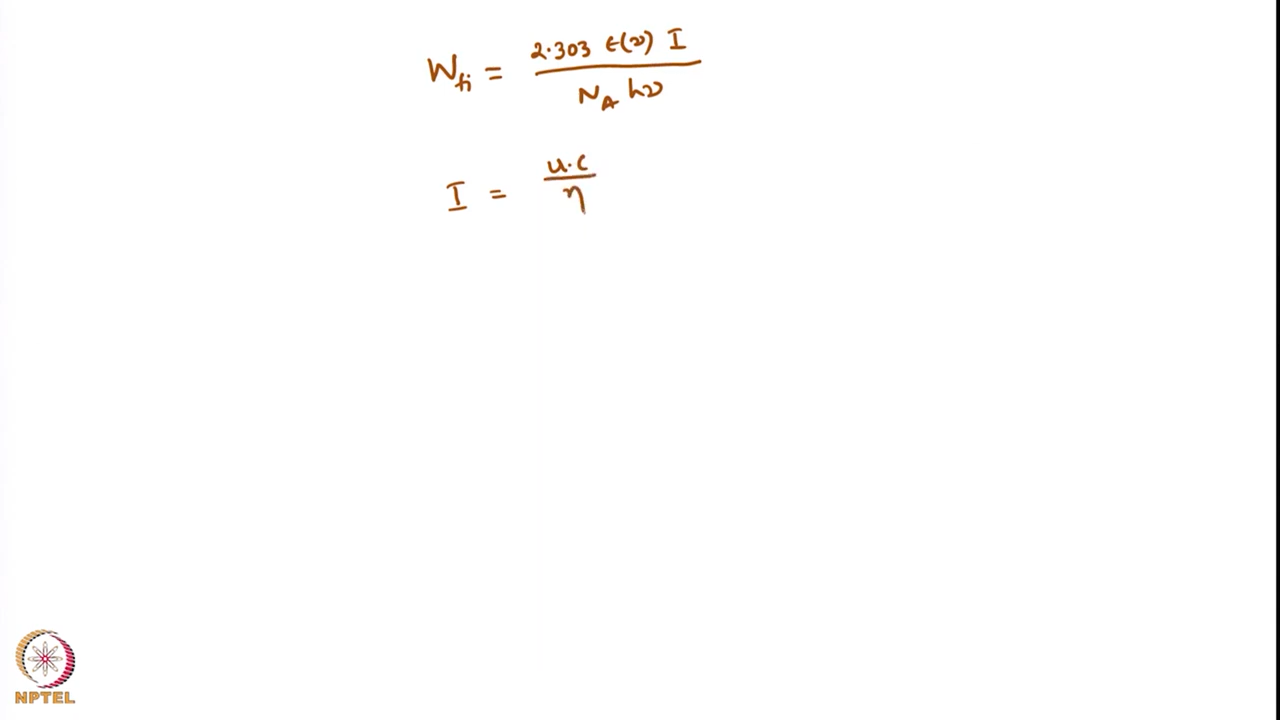 W_fi = 2.303 ε(ν) I / N_A hν
I = u.c / η
NPTEL